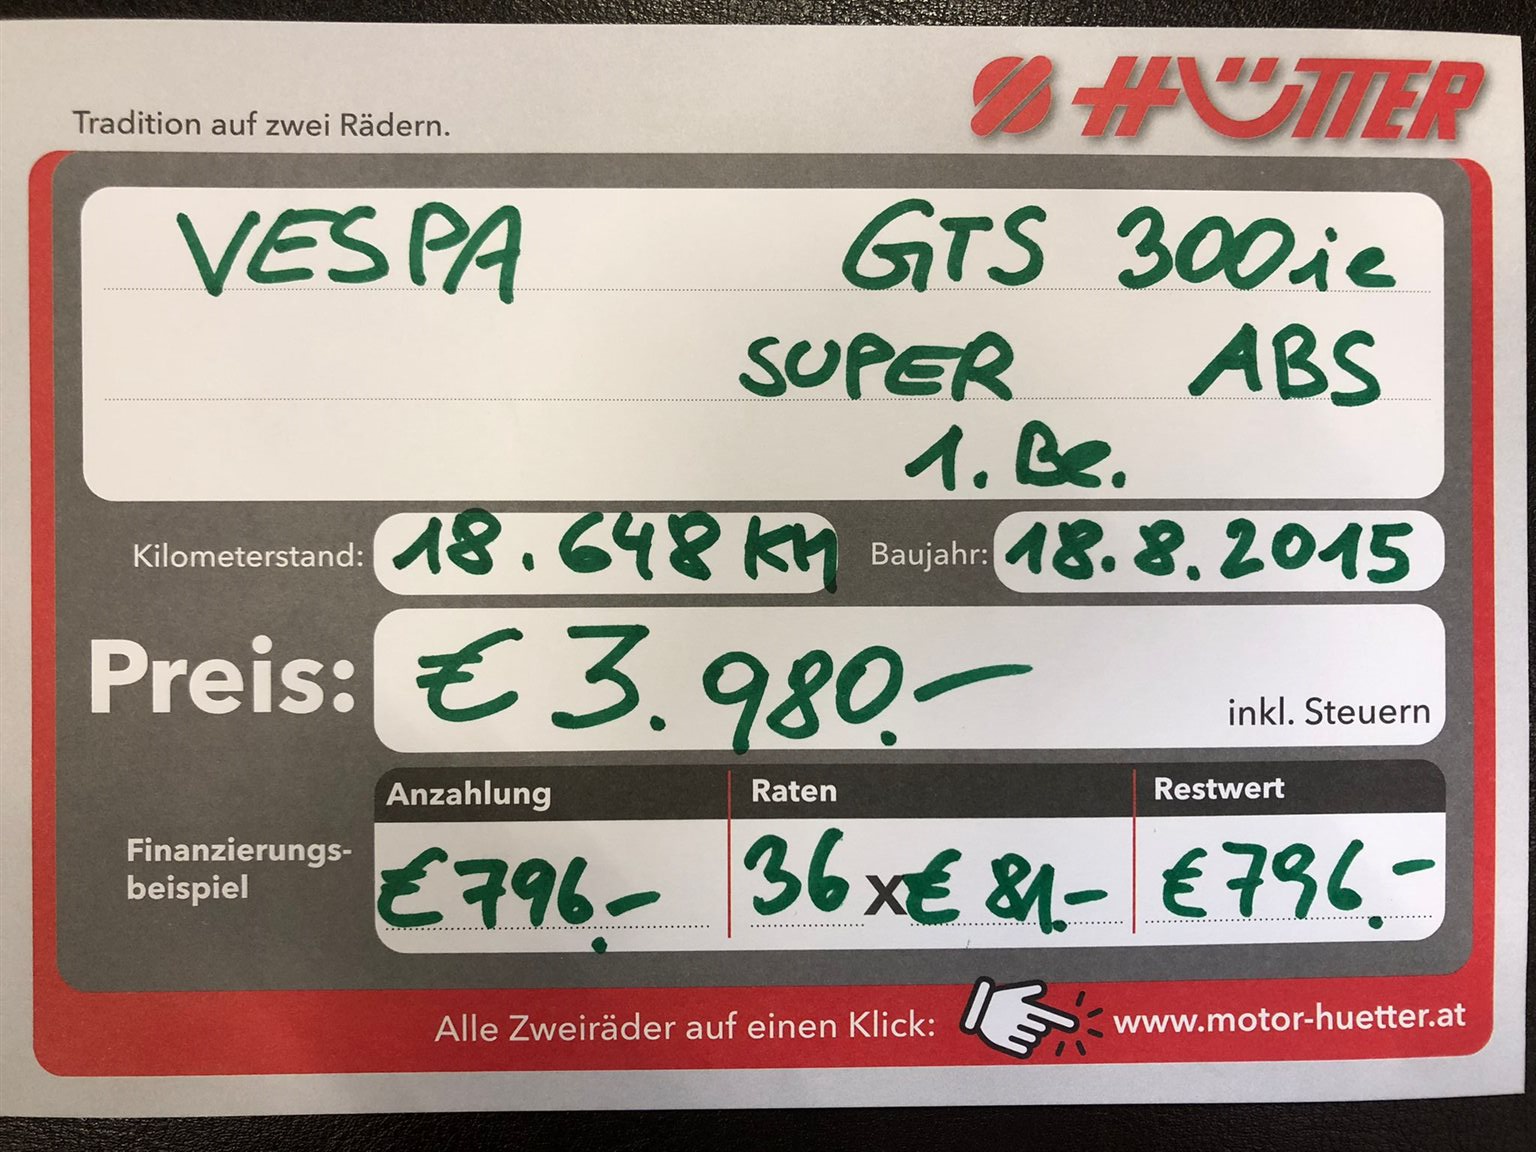 HÜTTER
Tradition auf zwei Rädern.
VESPA GTS 300ie
SUPER ABS
1. Be.
Kilometerstand: 18.648 KM Baujahr: 18.8.2015
Preis: € 3.980.-
inkl. Steuern
Anzahlung Raten Restwert
Finanzierungs-
beispiel
€ 796.- 36 x € 81.- € 796.-
Alle Zweiräder auf einen Klick: www.motor-huetter.at